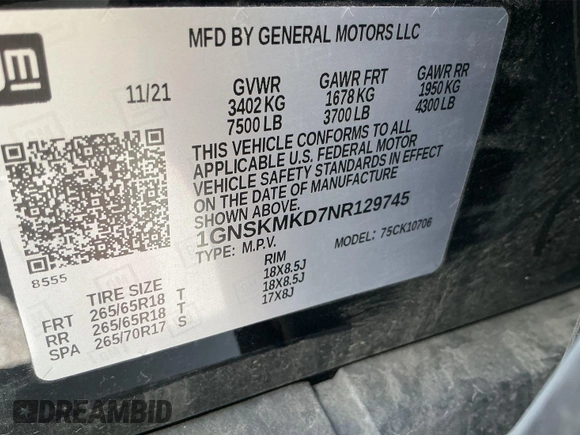 gm
MFD BY GENERAL MOTORS LLC
11/21
GVWR
3402 KG
7500 LB
GAWR FRT
1678 KG
3700 LB
GAWR RR
1950 KG
4300 LB
THIS VEHICLE CONFORMS TO ALL
APPLICABLE U.S. FEDERAL MOTOR
VEHICLE SAFETY STANDARDS IN EFFECT
ON THE DATE OF MANUFACTURE
SHOWN ABOVE.
1GNSKMKD7NR129745
TYPE: M.P.V.
MODEL: 75CK10706
8555
TIRE SIZE
RIM
FRT 265/65R18 T 18X8.5J
RR 265/65R18 T 18X8.5J
SPA 265/70R17 S 17X8J
DREAMBID